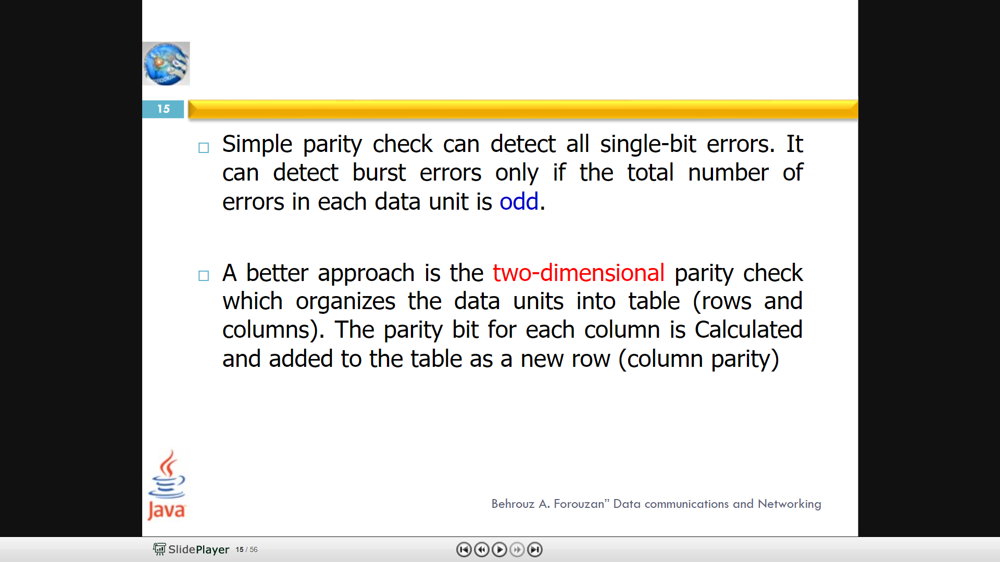 15
Simple parity check can detect all single-bit errors. It
can detect burst errors only if the total number of
errors in each data unit is odd.
A better approach is the two-dimensional parity check
which organizes the data units into table (rows and
columns). The parity bit for each column is Calculated
and added to the table as a new row (column parity)
Java
Behrouz A. Forouzan” Data communications and Networking
SlidePlayer 15 / 56